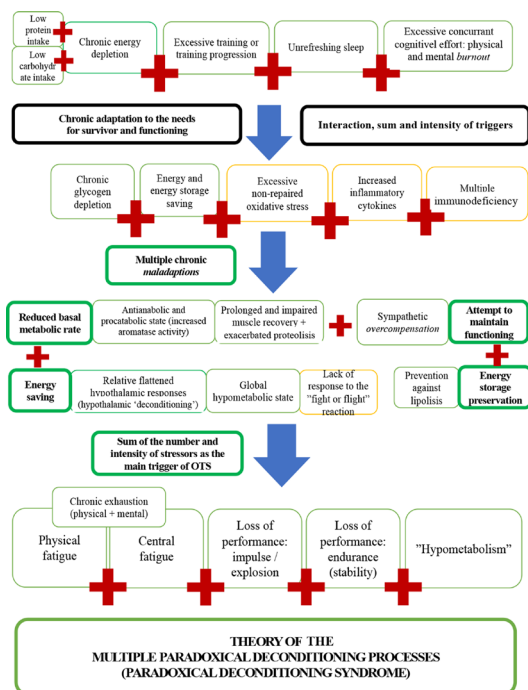 Low
protein
intake
Low
carbohydr
ate intake
Chronic energy
depletion
Excessive training or
training progression
Unrefreshing sleep
Excessive concurrant
cognitivel effort: physical
and mental burnout
Chronic adaptation to the needs
for survivor and functioning
Interaction, sum and intensity of triggers
Chronic
glycogen
depletion
Energy and
energy storage
saving
Excessive
non-repaired
oxidative stress
Increased
inflammatory
cytokines
Multiple
immunodeficiency
Multiple chronic
maladaptions
Reduced basal
metabolic rate
Antianabolic and
procatabolic state (increased
aromatase activity)
Prolonged and impaired
muscle recovery +
exacerbated proteolisis
Sympathetic
overcompensation
Attempt to
maintain
functioning
Energy
saving
Relative flattened
hypothalamic responses
(hypothalamic ‘deconditioning’)
Global
hypometabolic state
Lack of
response to the
”fight or flight”
reaction
Prevention
against
lipolisis
Energy
storage
preservation
Sum of the number and
intensity of stressors as the
main trigger of OTS
Chronic exhaustion
(physical + mental)
Physical
fatigue
Central
fatigue
Loss of
performance:
impulse /
explosion
Loss of
performance:
endurance
(stability)
”Hypometabolism”
THEORY OF THE
MULTIPLE PARADOXICAL DECONDITIONING PROCESSES
(PARADOXICAL DECONDITIONING SYNDROME)